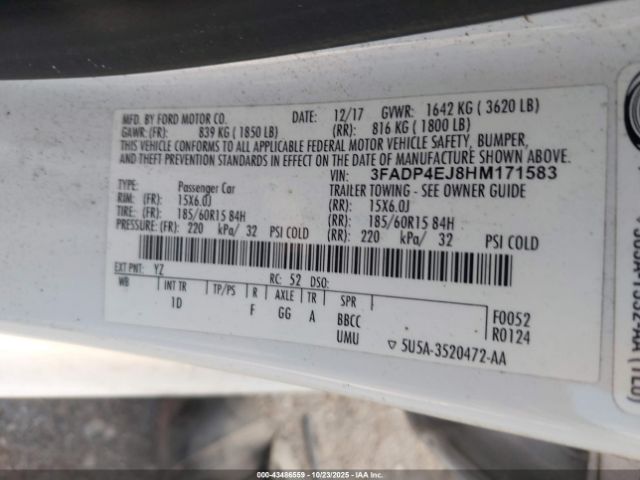 MFD. BY FORD MOTOR CO. DATE: 12/17 GVWR: 1642 KG ( 3620 LB)
GAWR: (FR): 839 KG ( 1850 LB) (RR): 816 KG ( 1800 LB)
THIS VEHICLE CONFORMS TO ALL APPLICABLE FEDERAL MOTOR VEHICLE SAFETY, BUMPER,
AND THEFT PREVENTION STANDARDS IN EFFECT ON THE DATE OF MANUFACTURE SHOWN ABOVE.
VIN: 3FADP4EJ8HM171583
TYPE: Passenger Car TRAILER TOWING - SEE OWNER GUIDE
RIM: (FR): 15X6.0J (RR): 15X6.0J
TIRE: (FR): 185/60R15 84H (RR): 185/60R15 84H
PRESSURE: (FR): 220 kPa/ 32 PSI COLD (RR): 220 kPa/ 32 PSI COLD
EXT PNT: YZ RC: 52 DSO:
WB INT TR TP/PS R AXLE TR SPR
1D F GG A BBCC F0052
UMU R0124
▽ 5U5A-3520472-AA
000-43486559 - 10/23/2025 - IAAI.COM